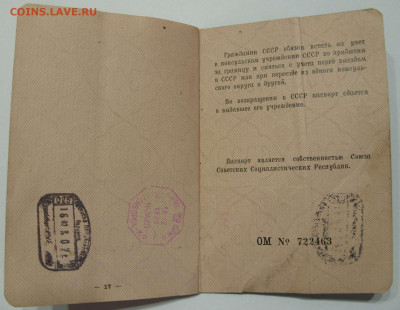 COINS.LAVE.RU
Гражданин СССР обязан встать на учет
в консульском учреждении СССР по прибытии
за границу и сняться с учета перед выездом
в СССР или при переезде из одного консуль-
ского округа в другой.
По возвращении в СССР паспорт сдается
в выдавшее его учреждение.
Паспорт является собственностью Союза
Советских Социалистических Республик.
ОМ № 722463
— 27 —